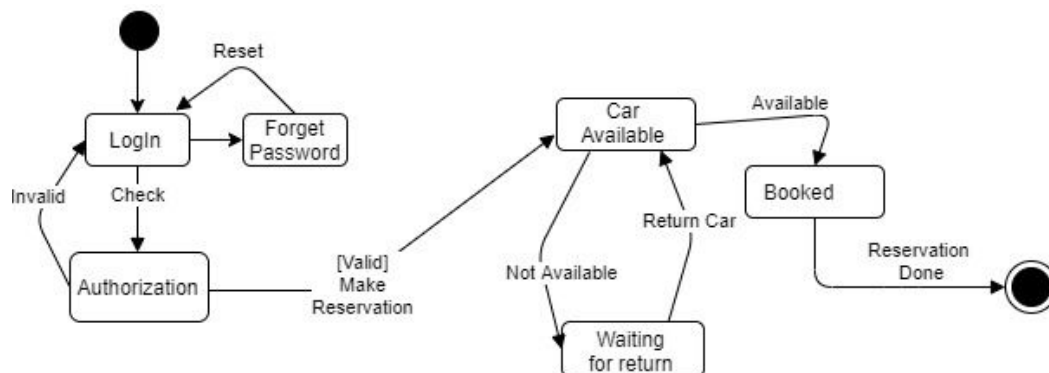 Reset
LogIn
Forget
Password
Invalid
Check
Authorization
[Valid]
Make
Reservation
Car
Available
Available
Booked
Return Car
Not Available
Waiting
for return
Reservation
Done